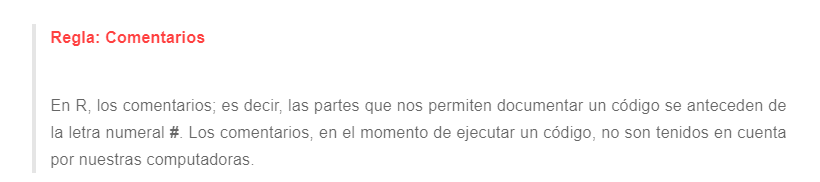 Regla: Comentarios
En R, los comentarios; es decir, las partes que nos permiten documentar un código se anteceden de
la letra numeral #. Los comentarios, en el momento de ejecutar un código, no son tenidos en cuenta
por nuestras computadoras.